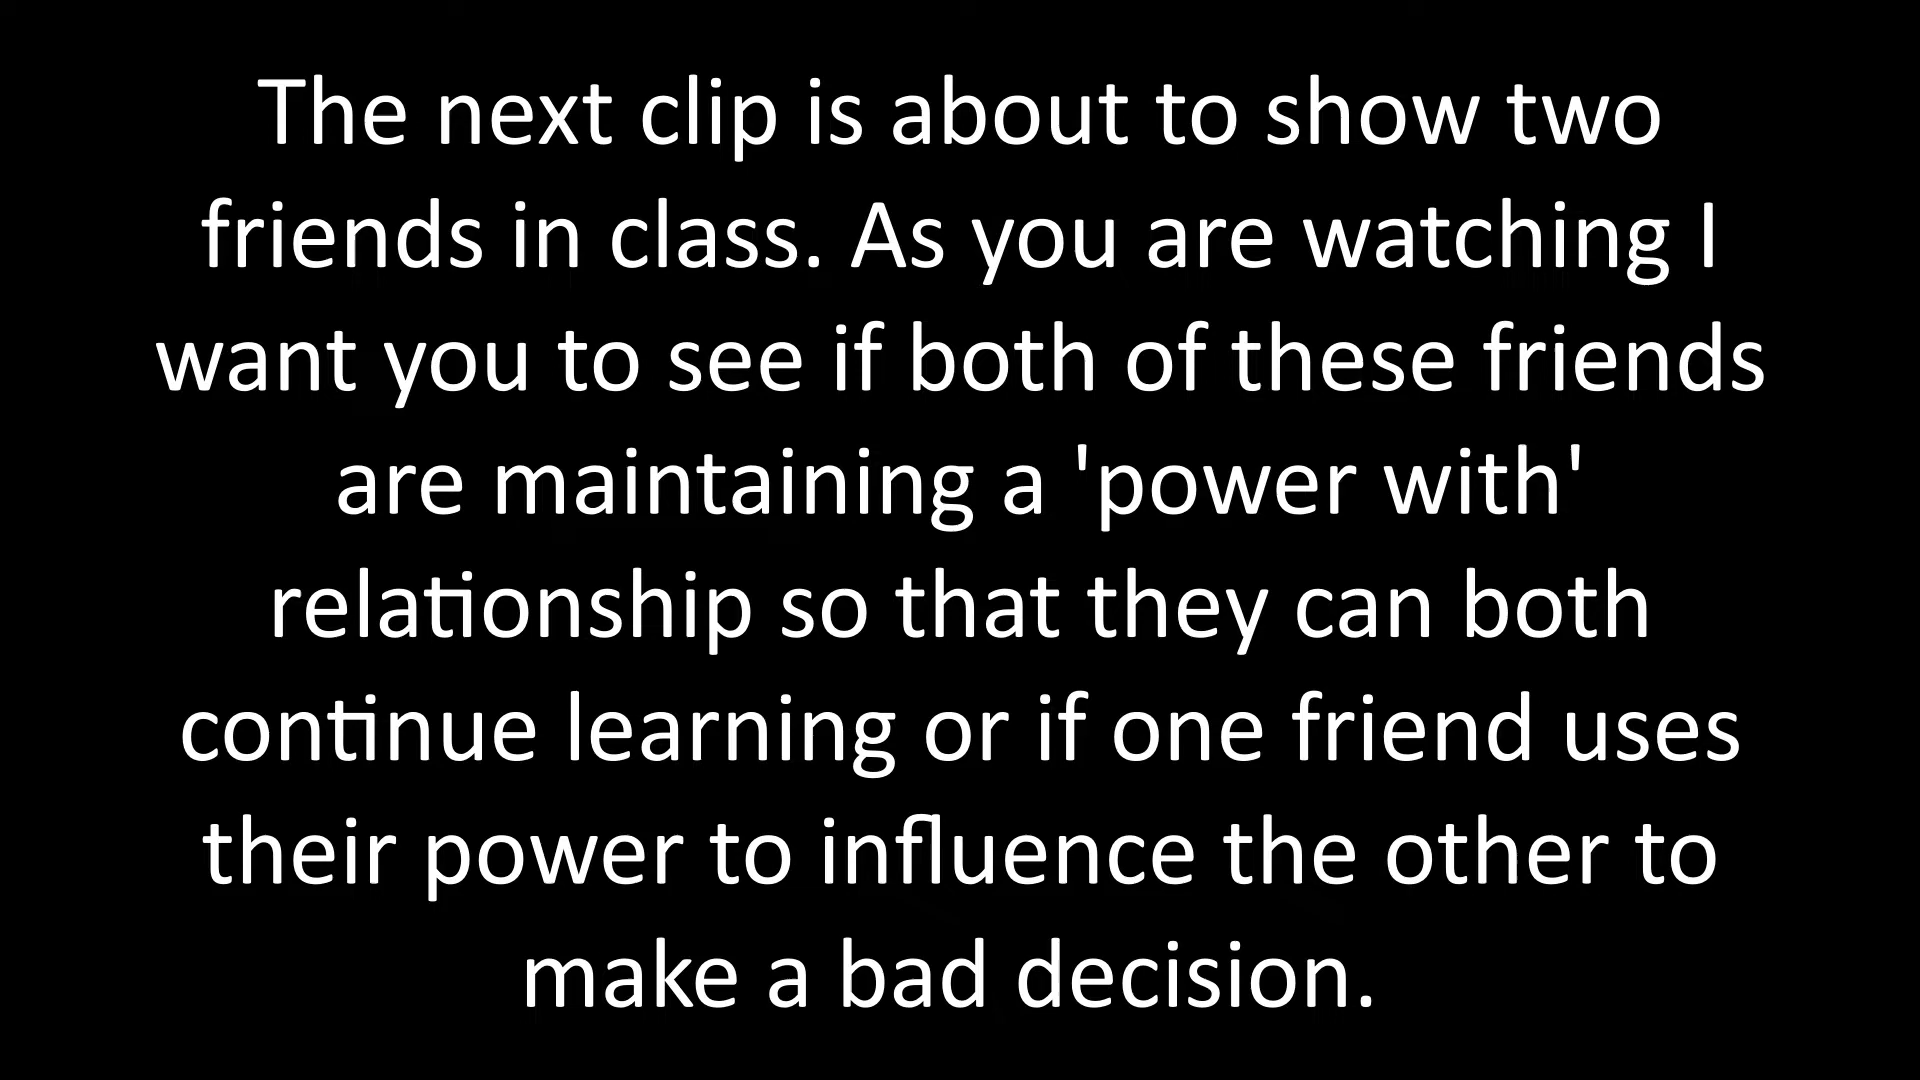 The next clip is about to show two
friends in class. As you are watching I
want you to see if both of these friends
are maintaining a 'power with'
relationship so that they can both
continue learning or if one friend uses
their power to influence the other to
make a bad decision.